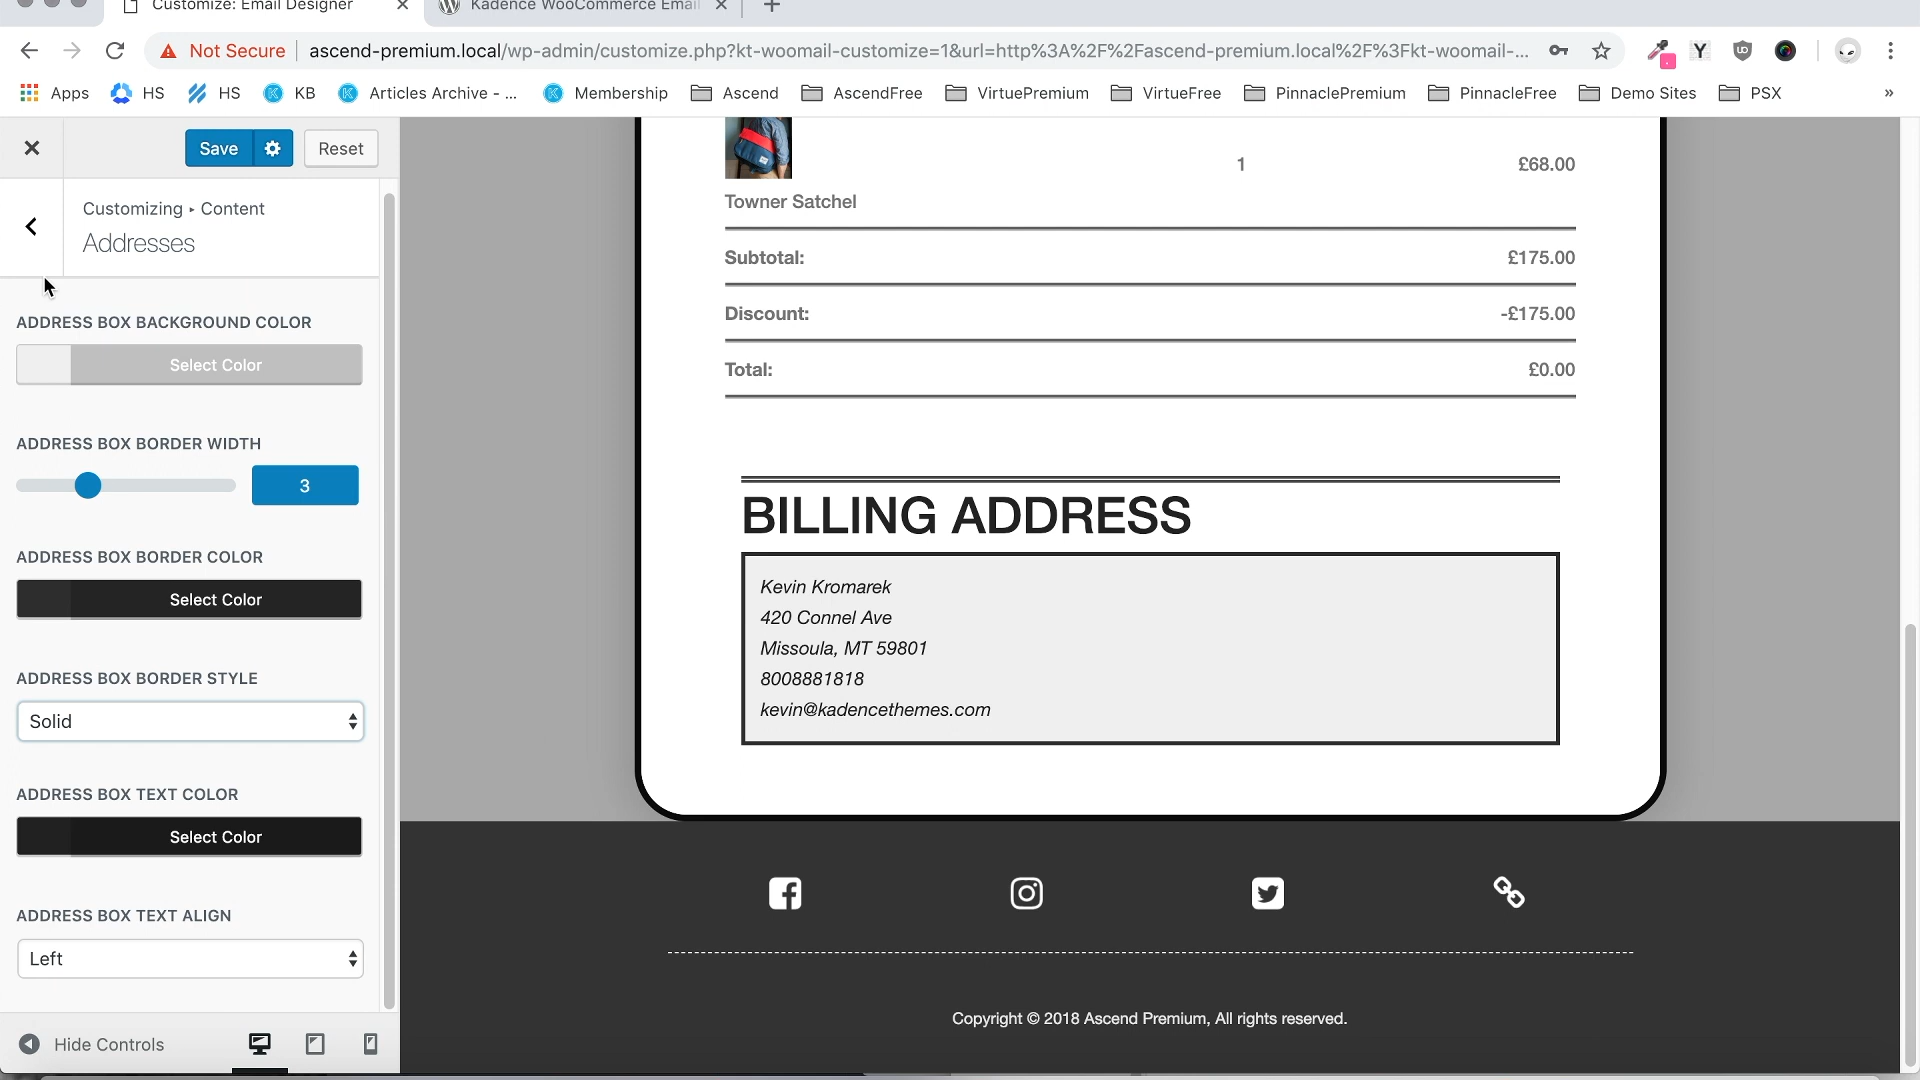 Customize: Email Designer
Kadence WooCommerce Email
Not Secure
ascend-premium.local/wp-admin/customize.php?kt-woomail-customize=1&url=http%3A%2F%2Fascend-premium.local%2F%3Fkt-woomail-...
Apps
HS
HS
KB
Articles Archive - ...
Membership
Ascend
AscendFree
VirtuePremium
VirtueFree
PinnaclePremium
PinnacleFree
Demo Sites
PSX
»
Save
Reset
Customizing ▸ Content
Addresses
ADDRESS BOX BACKGROUND COLOR
Select Color
ADDRESS BOX BORDER WIDTH
3
ADDRESS BOX BORDER COLOR
Select Color
ADDRESS BOX BORDER STYLE
Solid
ADDRESS BOX TEXT COLOR
Select Color
ADDRESS BOX TEXT ALIGN
Left
Hide Controls
1
£68.00
Towner Satchel
Subtotal:
£175.00
Discount:
-£175.00
Total:
£0.00
BILLING ADDRESS
Kevin Kromarek
420 Connel Ave
Missoula, MT 59801
8008881818
kevin@kadencethemes.com
Copyright © 2018 Ascend Premium, All rights reserved.